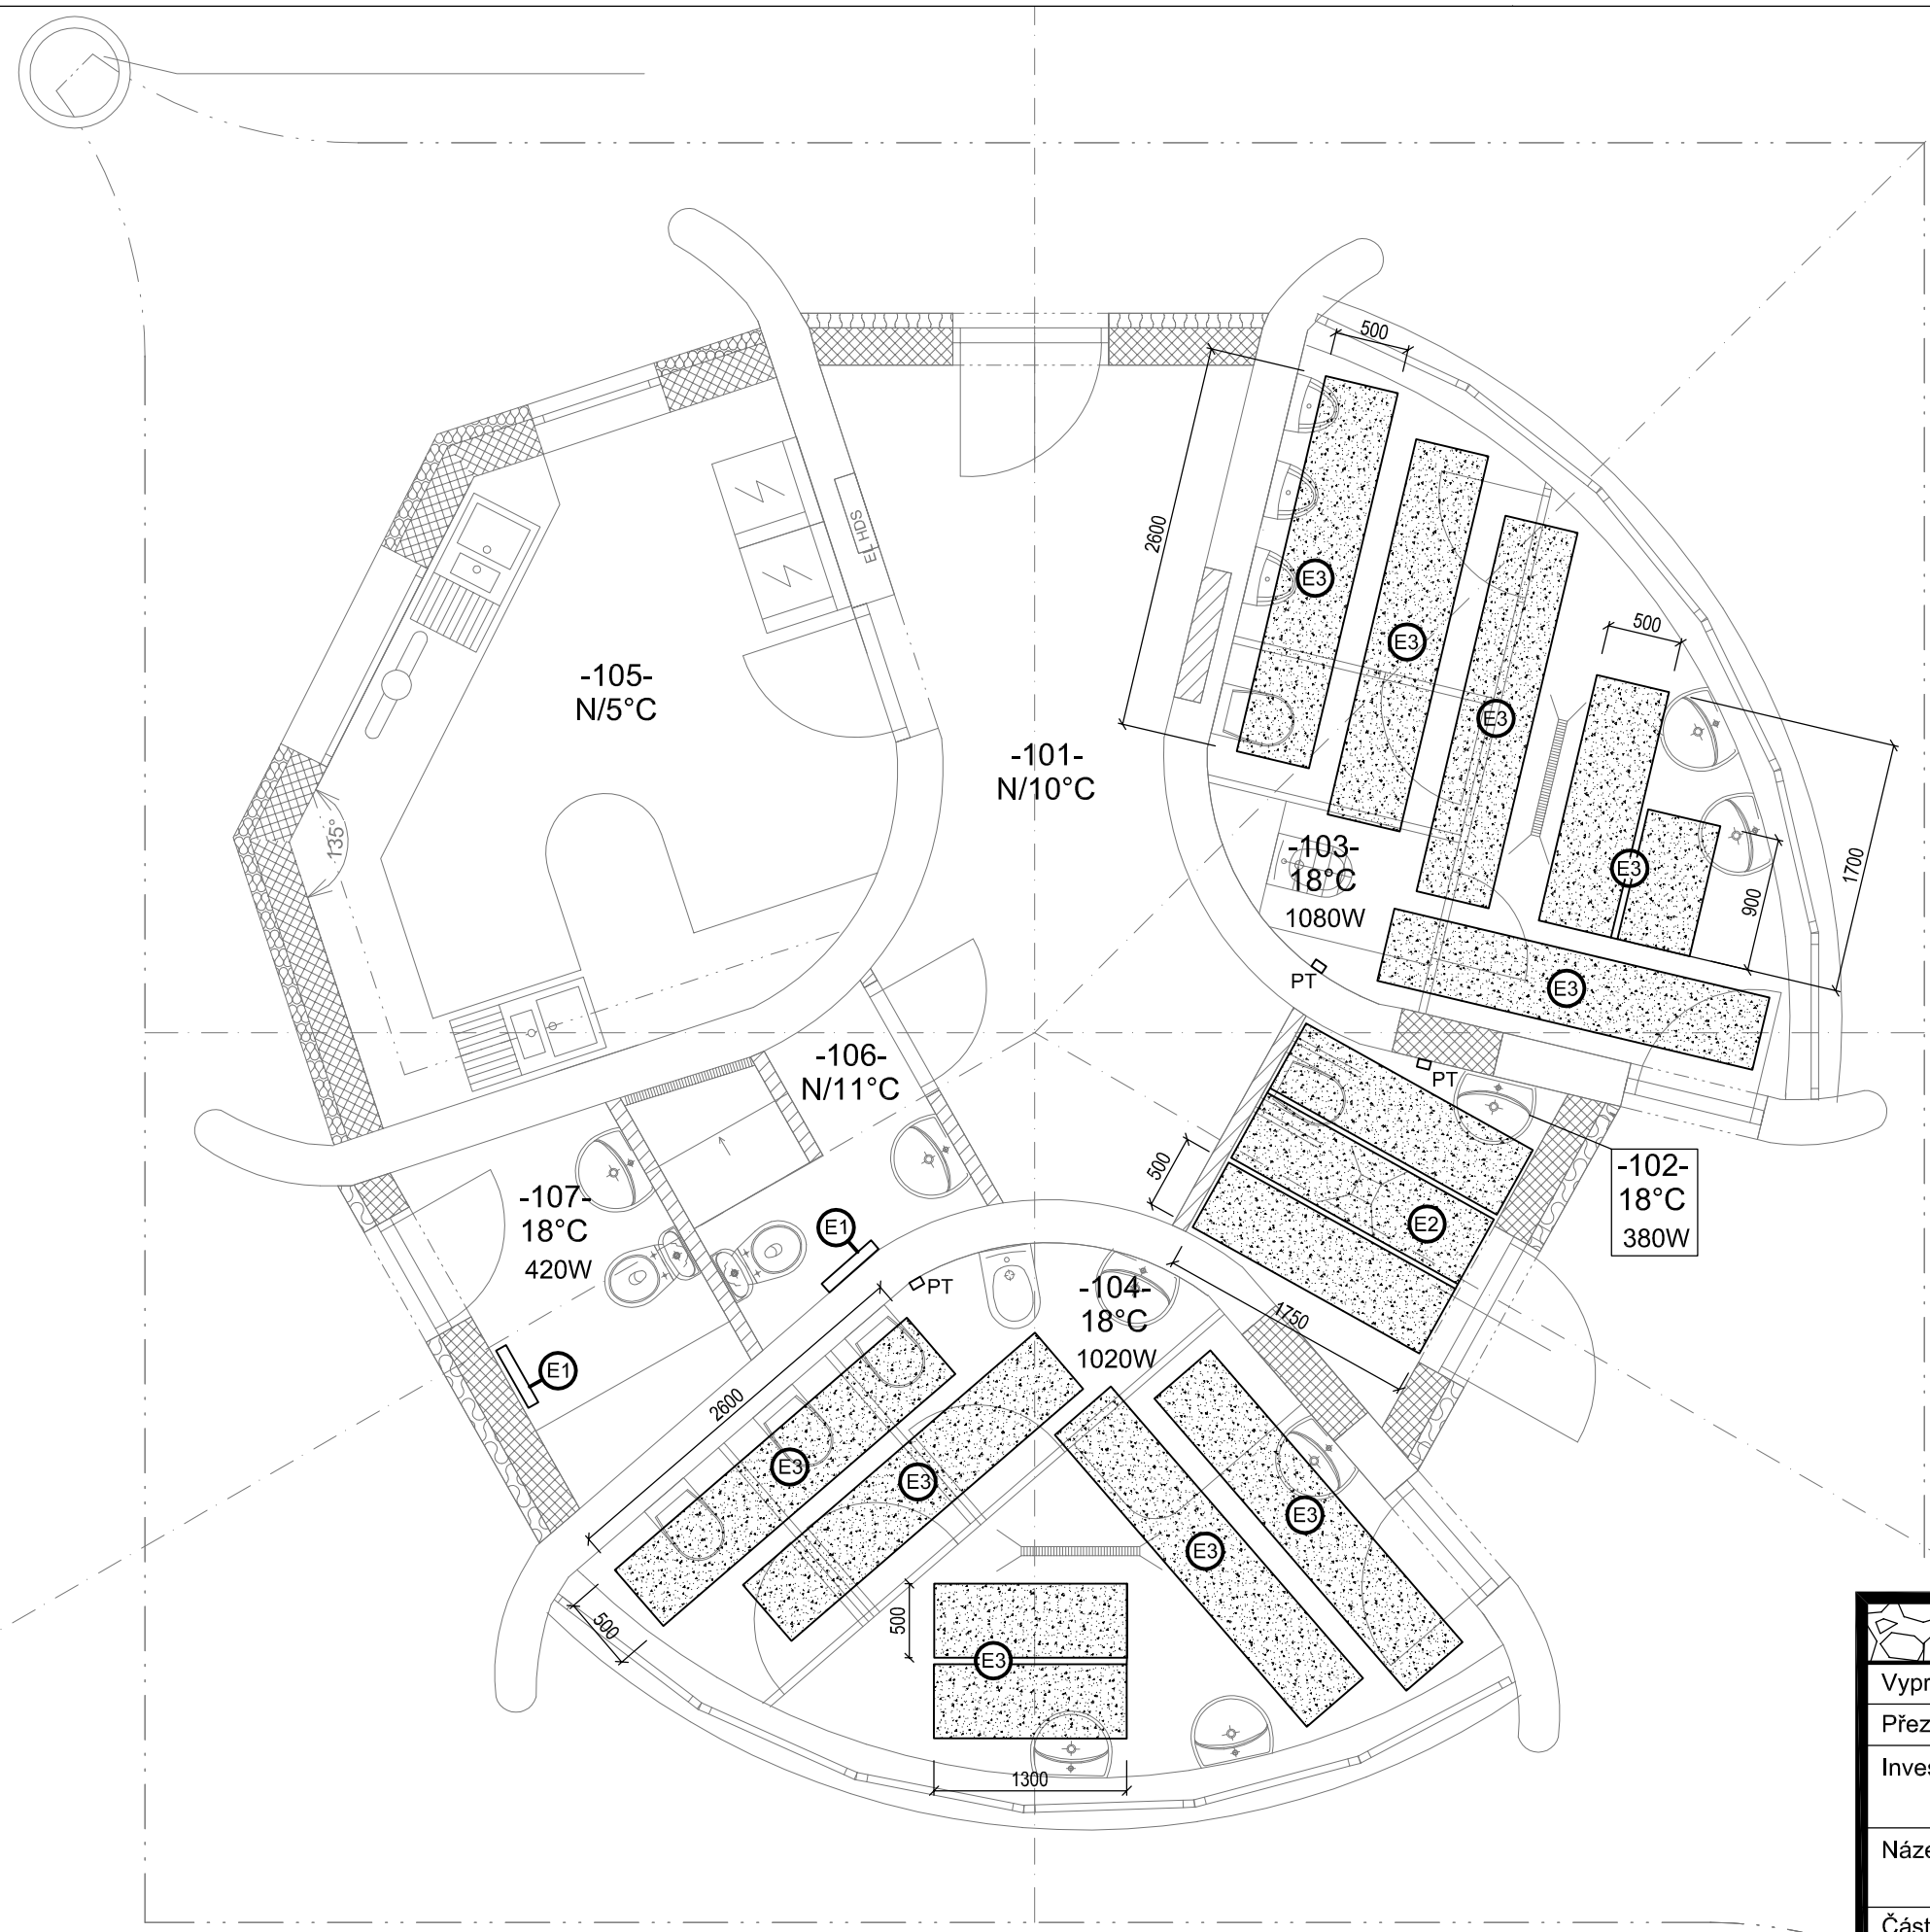 500
2600
E3
E3
E3
500
EL HDS
-105-
N/5°C
-101-
N/10°C
135°
-103-
18°C
1080W
E3
1700
900
PT
E3
-106-
N/11°C
PT
500
-102-
18°C
380W
-107-
18°C
420W
E1
E2
PT
-104-
18°C
1020W
1750
E1
2600
E3
E3
E3
E3
500
500
E3
1300
Vypr
Přez
Inves
Náze
Část